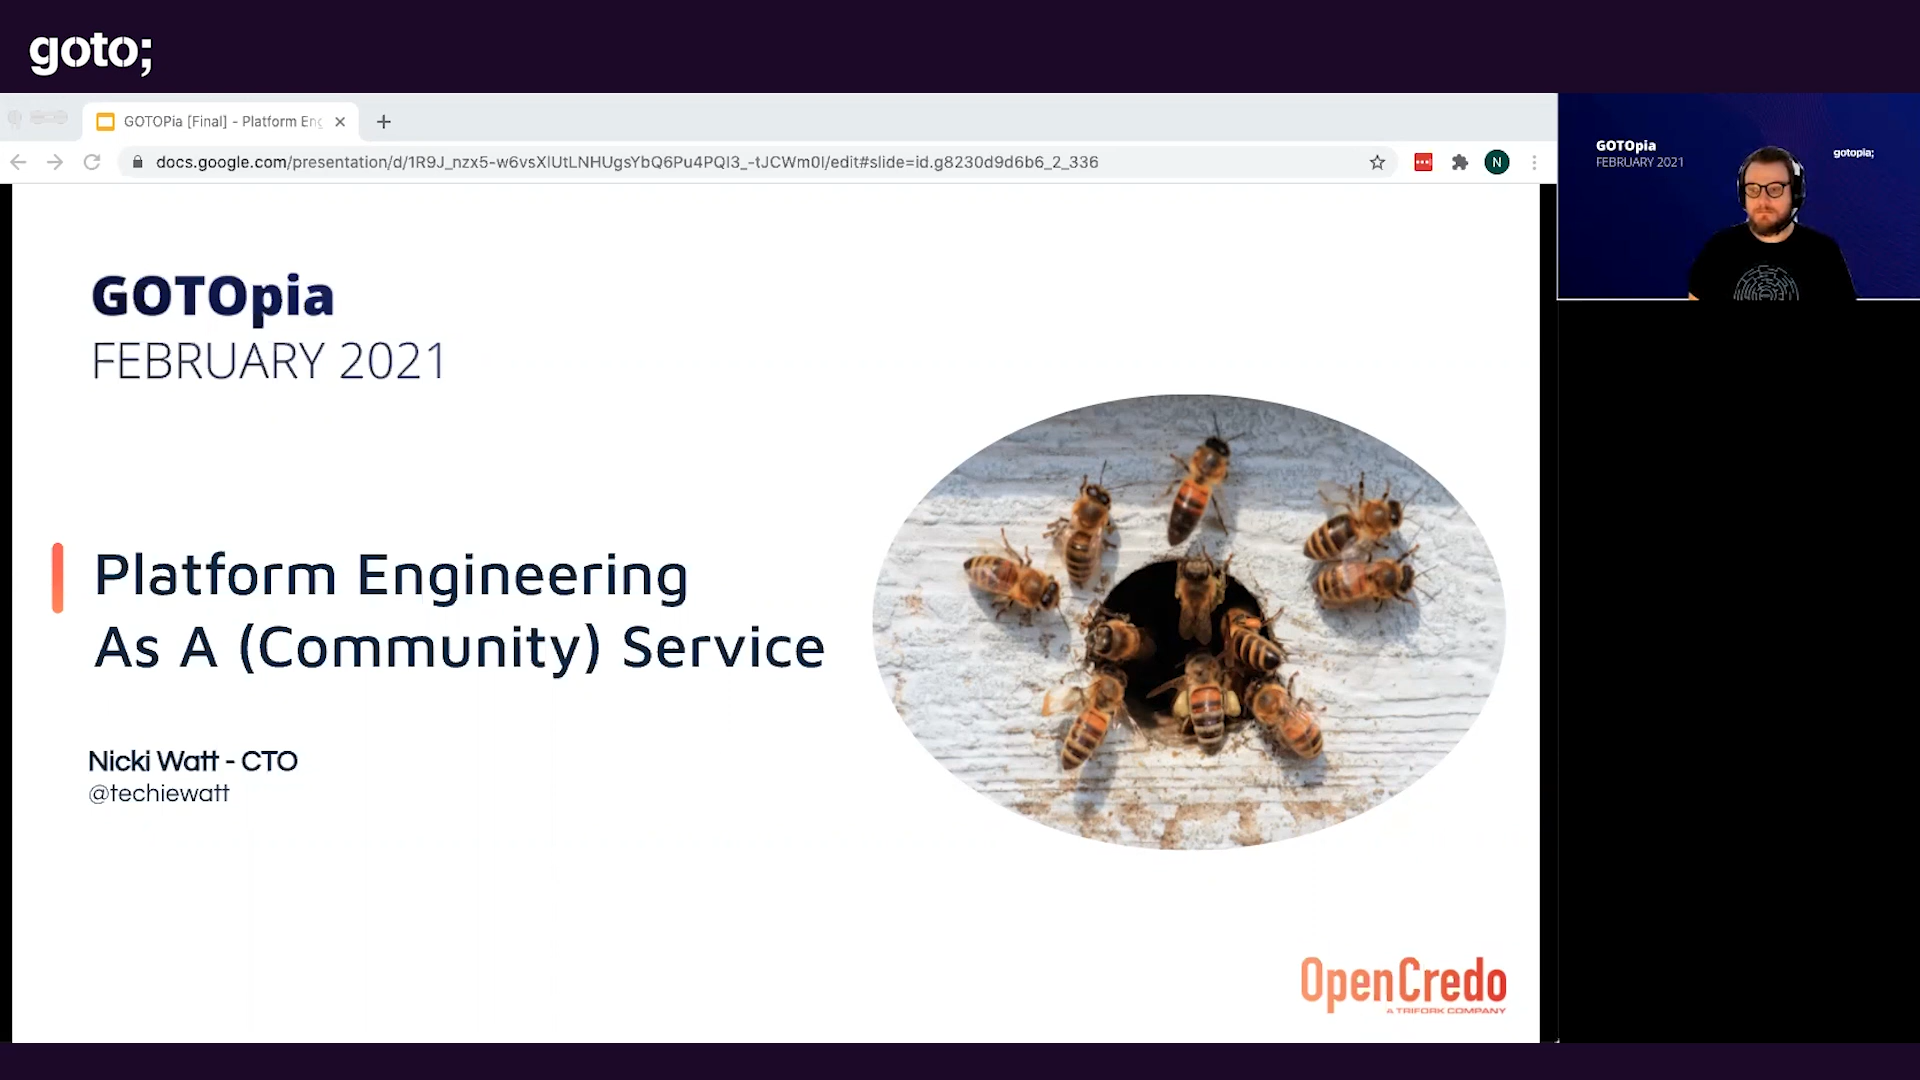 goto;
GOTOPia [Final] - Platform Eng
docs.google.com/presentation/d/1R9J_nzx5-w6vsXlUtLNHUgsYbQ6Pu4PQI3_-tJCWm0I/edit#slide=id.g8230d9d6b6_2_336
N
GOTOpia
FEBRUARY 2021
gotopia;
GOTOpia
FEBRUARY 2021
Platform Engineering
As A (Community) Service
Nicki Watt - CTO
@techiewatt
OpenCredo
A TRIFORK COMPANY